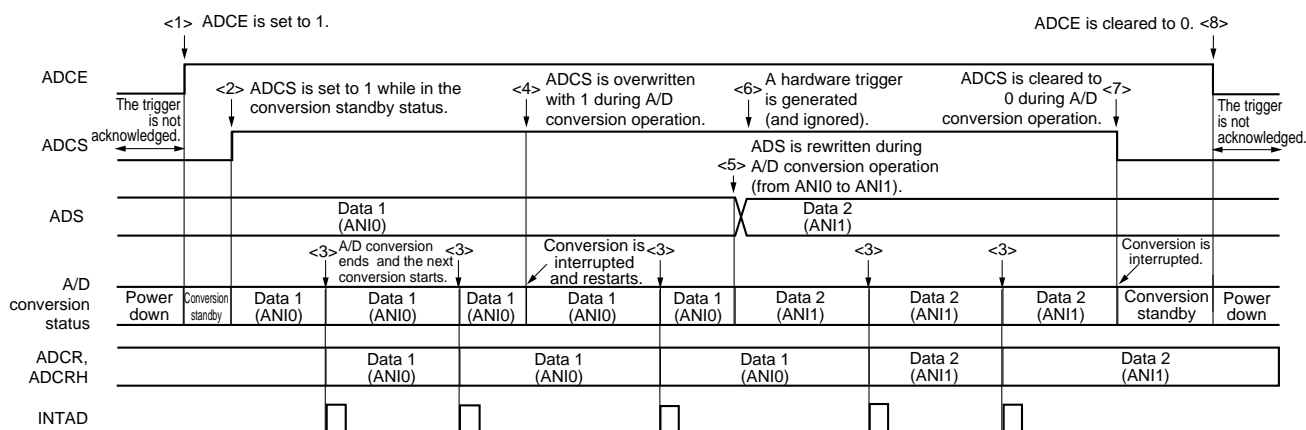 <1> ADCE is set to 1.
ADCE is cleared to 0. <8>
ADCE
The trigger
is not
acknowledged.
<2> ADCS is set to 1 while in the
conversion standby status.
<4> ADCS is overwritten
with 1 during A/D
conversion operation.
<6> A hardware trigger
is generated
(and ignored).
ADCS is cleared to <7>
0 during A/D
conversion operation.
The trigger
is not
acknowledged.
ADCS
<5> ADS is rewritten during
A/D conversion operation
(from ANI0 to ANI1).
ADS
Data 1
(ANI0)
Data 2
(ANI1)
<3> A/D conversion
ends and the next
conversion starts.
<3>
Conversion is
interrupted
and restarts.
<3>
<3>
<3>
Conversion is
interrupted.
A/D
conversion
status
Power
down
Conversion
standby
Data 1
(ANI0)
Data 1
(ANI0)
Data 1
(ANI0)
Data 1
(ANI0)
Data 1
(ANI0)
Data 2
(ANI1)
Data 2
(ANI1)
Data 2
(ANI1)
Conversion
standby
Power
down
ADCR,
ADCRH
Data 1
(ANI0)
Data 1
(ANI0)
Data 1
(ANI0)
Data 2
(ANI1)
Data 2
(ANI1)
INTAD